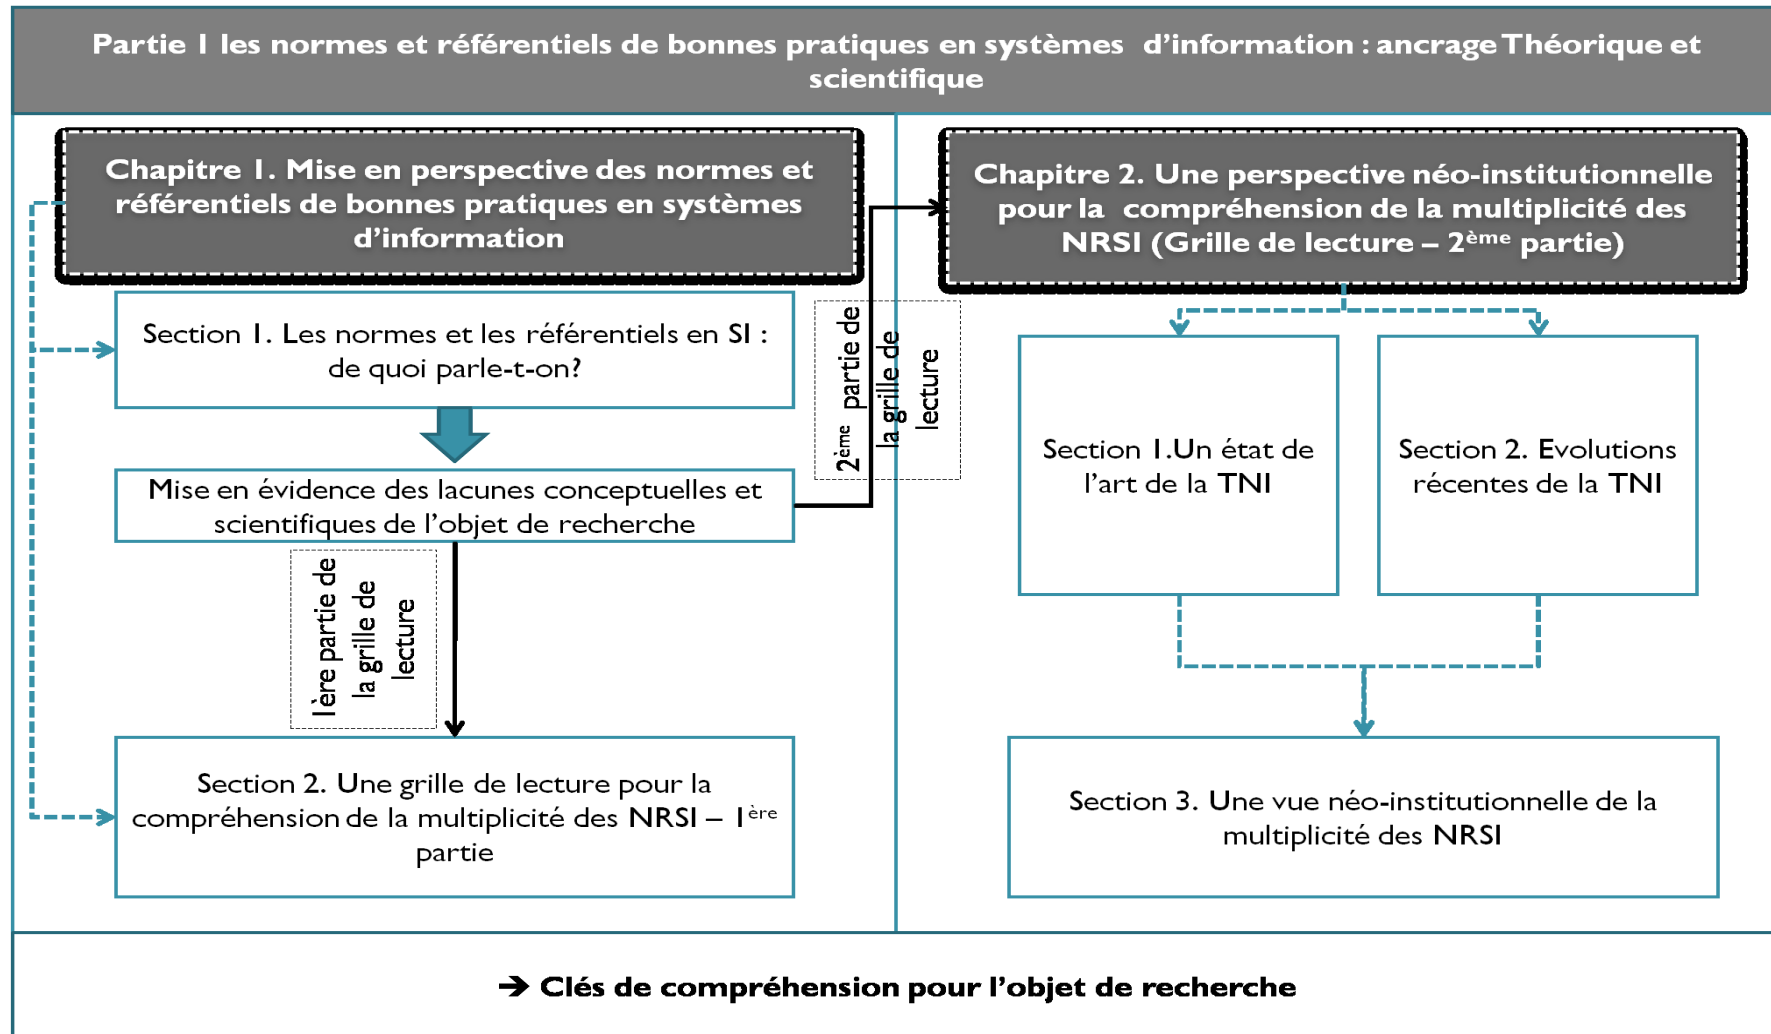 Partie 1 les normes et référentiels de bonnes pratiques en systèmes d’information : ancrage Théorique et
scientifique
Chapitre 1. Mise en perspective des normes et
référentiels de bonnes pratiques en systèmes
d’information
Section 1. Les normes et les référentiels en SI :
de quoi parle-t-on?
Mise en évidence des lacunes conceptuelles et
scientifiques de l’objet de recherche
1ère partie de
la grille de
lecture
Section 2. Une grille de lecture pour la
compréhension de la multiplicité des NRSI – 1ère
partie
2ème partie de
la grille de
lecture
Chapitre 2. Une perspective néo-institutionnelle
pour la compréhension de la multiplicité des
NRSI (Grille de lecture – 2ème partie)
Section 1.Un état de
l’art de la TNI
Section 2. Evolutions
récentes de la TNI
Section 3. Une vue néo-institutionnelle de la
multiplicité des NRSI
➔ Clés de compréhension pour l’objet de recherche